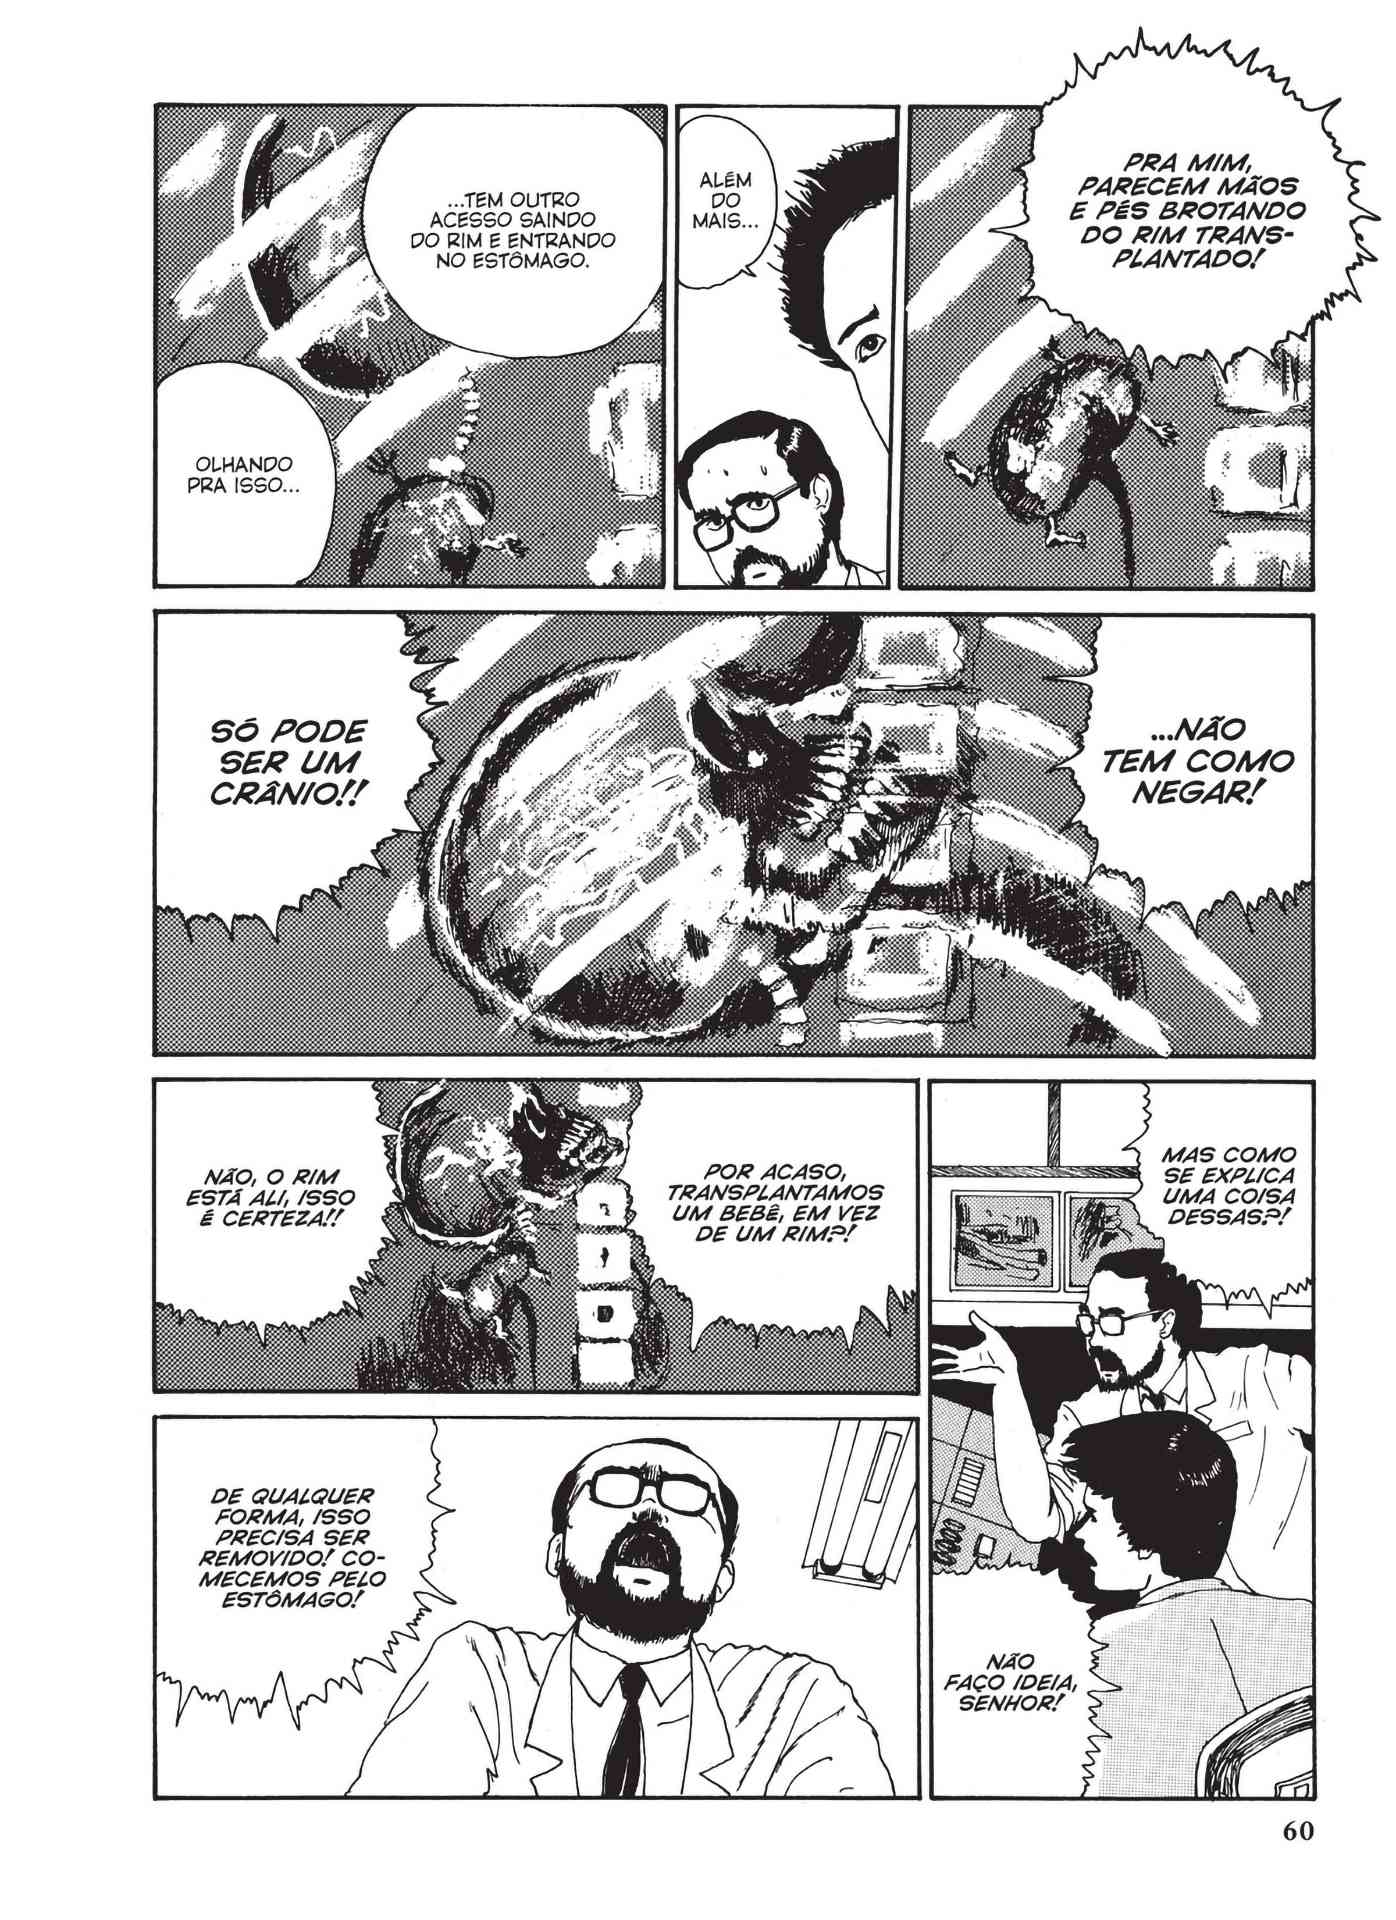 PRA MIM,
PARECEM MÃOS
E PÉS BROTANDO
DO RIM TRANS-
PLANTADO!
ALÉM
DO
MAIS...
...TEM OUTRO
ACESSO SAINDO
DO RIM E ENTRANDO
NO ESTÔMAGO.
OLHANDO
PRA ISSO...
...NÃO
TEM COMO
NEGAR!
SÓ PODE
SER UM
CRÂNIO!!
MAS COMO
SE EXPLICA
UMA COISA
DESSAS?!
NÃO
FAÇO IDEIA,
SENHOR!
POR ACASO,
TRANSPLANTAMOS
UM BEBÊ, EM VEZ
DE UM RIM?!
NÃO, O RIM
ESTÁ ALI, ISSO
É CERTEZA!!
DE QUALQUER
FORMA, ISSO
PRECISA SER
REMOVIDO! CO-
MECEMOS PELO
ESTÔMAGO!
60